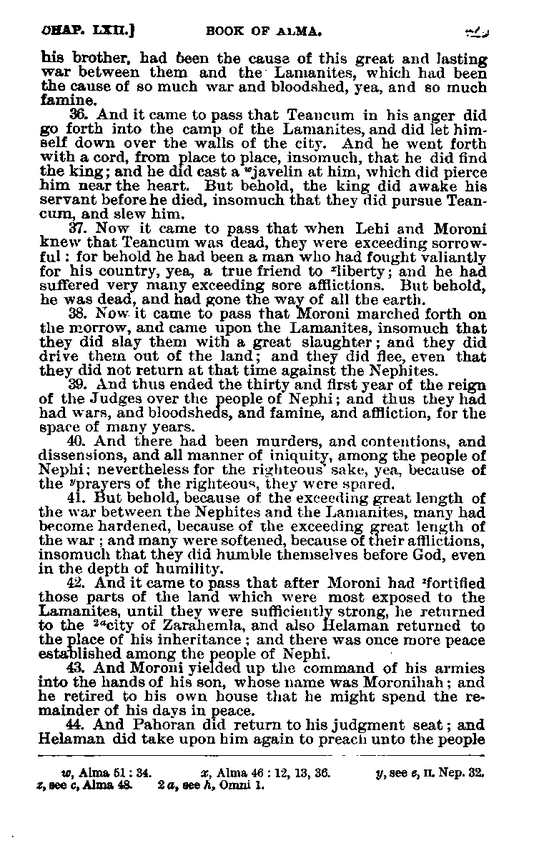 CHAP. LXII.] BOOK OF ALMA.
his brother, had been the cause of this great and lasting
war between them and the Lamanites, which had been
the cause of so much war and bloodshed, yea, and so much
famine.
36. And it came to pass that Teancum in his anger did
go forth into the camp of the Lamanites, and did let him-
self down over the walls of the city. And he went forth
with a cord, from place to place, insomuch, that he did find
the king; and he did cast a ʷjavelin at him, which did pierce
him near the heart. But behold, the king did awake his
servant before he died, insomuch that they did pursue Tean-
cum, and slew him.
37. Now it came to pass that when Lehi and Moroni
knew that Teancum was dead, they were exceeding sorrow-
ful: for behold he had been a man who had fought valiantly
for his country, yea, a true friend to ˣliberty; and he had
suffered very many exceeding sore afflictions. But behold,
he was dead, and had gone the way of all the earth.
38. Now it came to pass that Moroni marched forth on
the morrow, and came upon the Lamanites, insomuch that
they did slay them with a great slaughter; and they did
drive them out of the land; and they did flee, even that
they did not return at that time against the Nephites.
39. And thus ended the thirty and first year of the reign
of the Judges over the people of Nephi; and thus they had
had wars, and bloodsheds, and famine, and affliction, for the
space of many years.
40. And there had been murders, and contentions, and
dissensions, and all manner of iniquity, among the people of
Nephi; nevertheless for the righteous' sake, yea, because of
the ʸprayers of the righteous, they were spared.
41. But behold, because of the exceeding great length of
the war between the Nephites and the Lamanites, many had
become hardened, because of the exceeding great length of
the war; and many were softened, because of their afflictions,
insomuch that they did humble themselves before God, even
in the depth of humility.
42. And it came to pass that after Moroni had ᶻfortified
those parts of the land which were most exposed to the
Lamanites, until they were sufficiently strong, he returned
to the ²ᵃcity of Zarahemla, and also Helaman returned to
the place of his inheritance; and there was once more peace
established among the people of Nephi.
43. And Moroni yielded up the command of his armies
into the hands of his son, whose name was Moronihah; and
he retired to his own house that he might spend the re-
mainder of his days in peace.
44. And Pahoran did return to his judgment seat; and
Helaman did take upon him again to preach unto the people
w, Alma 51: 34. x, Alma 46: 12, 13, 36. y, see e, II. Nep. 32.
z, see c, Alma 48. 2 a, see h, Omni 1.